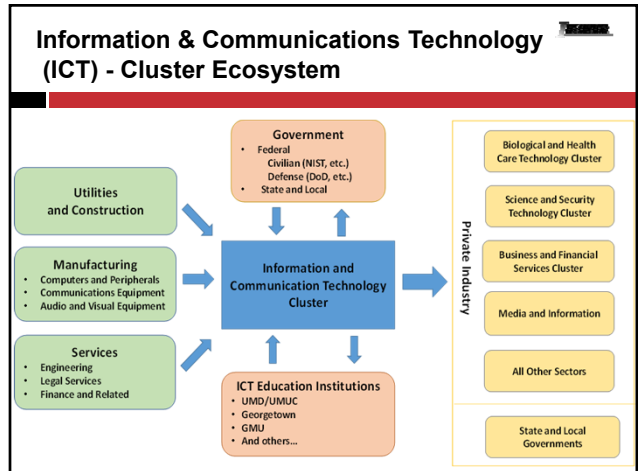 Information & Communications Technology
(ICT) - Cluster Ecosystem
Government
• Federal
Civilian (NIST, etc.)
Defense (DoD, etc.)
• State and Local
Utilities
and Construction
Manufacturing
• Computers and Peripherals
• Communications Equipment
• Audio and Visual Equipment
Services
• Engineering
• Legal Services
• Finance and Related
Information and
Communication Technology
Cluster
ICT Education Institutions
• UMD/UMUC
• Georgetown
• GMU
• And others...
Private Industry
Biological and Health
Care Technology Cluster
Science and Security
Technology Cluster
Business and Financial
Services Cluster
Media and Information
All Other Sectors
State and Local
Governments